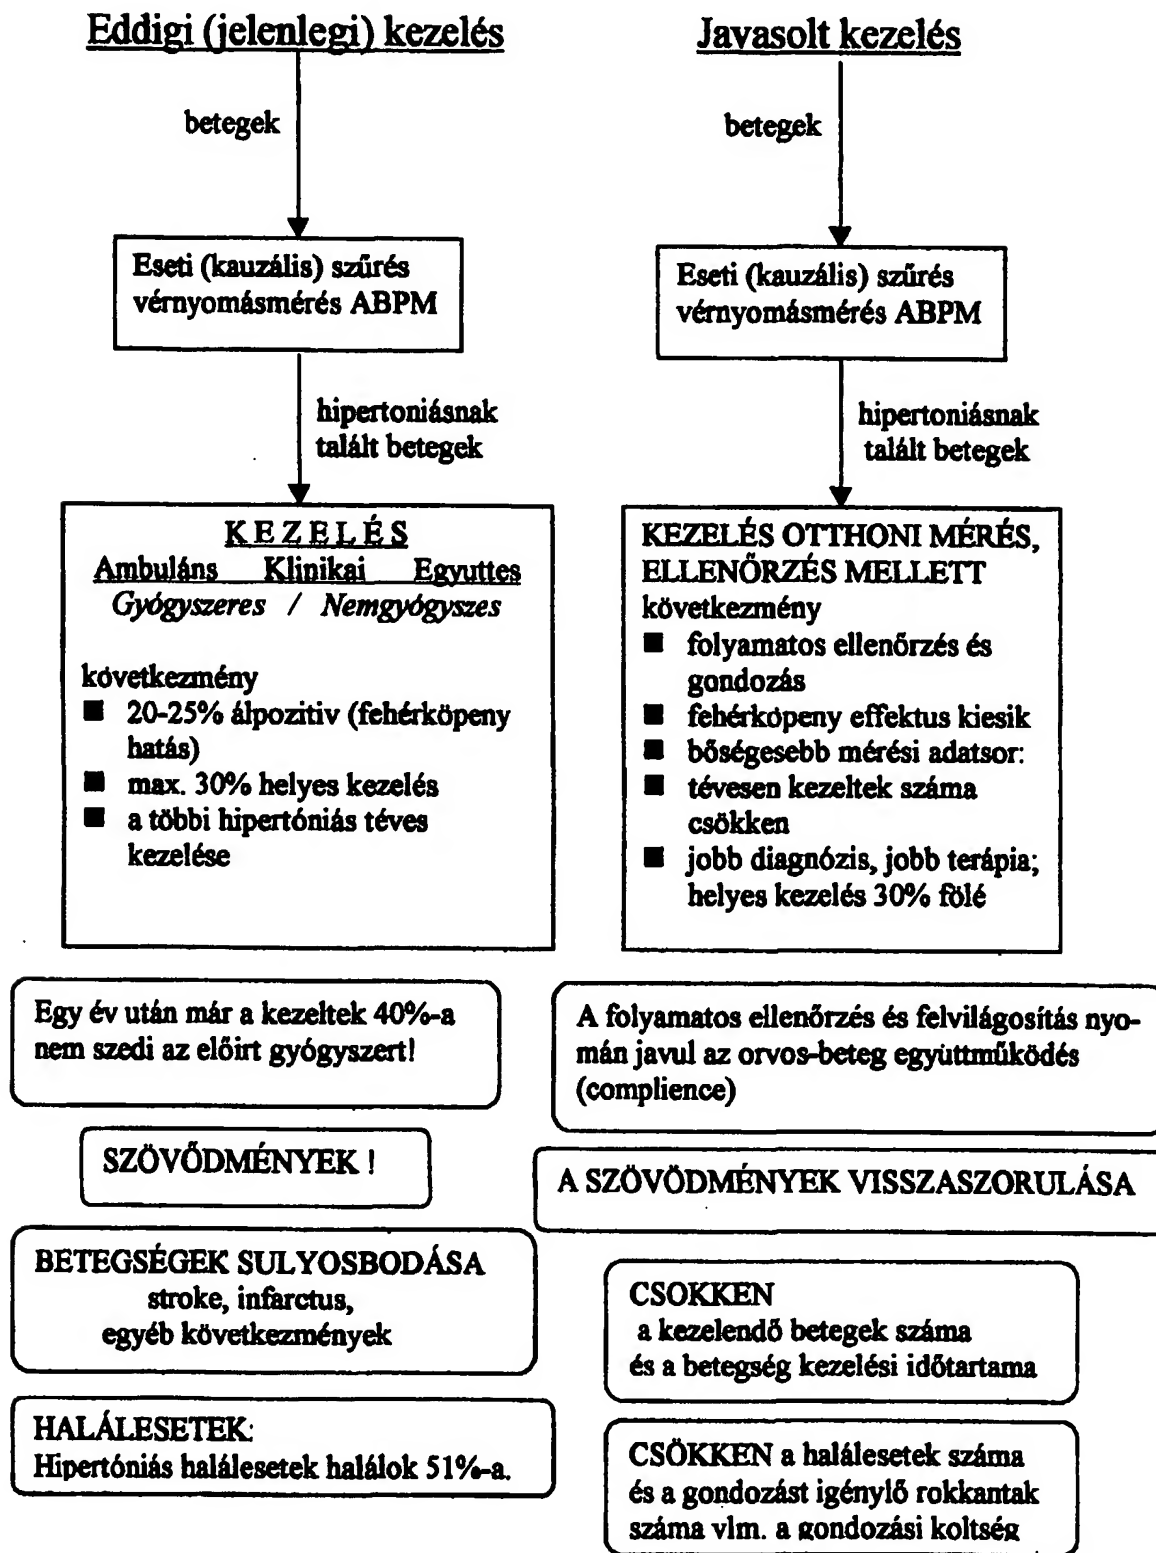 Eddigi (jelenlegi) kezelés
betegek
Eseti (kauzális) szűrés
vérnyomásmérés ABPM
hipertoniásnak
talált betegek
KEZELÉS
Ambuláns Klinikai Egyuttes
Gyógyszeres / Nemgyógyszes
következmény
■ 20-25% álpozitiv (fehérköpeny
hatás)
■ max. 30% helyes kezelés
■ a többi hipertóniás téves
kezelése
Egy év után már a kezeltek 40%-a
nem szedi az előirt gyógyszert!
SZÖVŐDMÉNYEK !
BETEGSÉGEK SULYOSBODÁSA
stroke, infarctus,
egyéb következmények
HALÁLESETEK:
Hipertóniás halálesetek halálok 51%-a.
Javasolt kezelés
betegek
Eseti (kauzális) szűrés
vérnyomásmérés ABPM
hipertoniásnak
talált betegek
KEZELÉS OTTHONI MÉRÉS,
ELLENŐRZÉS MELLETT
következmény
■ folyamatos ellenőrzés és
gondozás
■ fehérköpeny effektus kiesik
■ bőségesebb mérési adatsor:
■ tévesen kezeltek száma
csökken
■ jobb diagnózis, jobb terápia;
helyes kezelés 30% fölé
A folyamatos ellenőrzés és felvilágositás nyo-
mán javul az orvos-beteg együttműködés
(complience)
A SZÖVÖDMÉNYEK VISSZASZORULÁSA
CSOKKEN
a kezelendő betegek száma
és a betegség kezelési időtartama
CSÖKKEN a halálesetek száma
és a gondozást igénylő rokkantak
száma vlm. a gondozási koltség